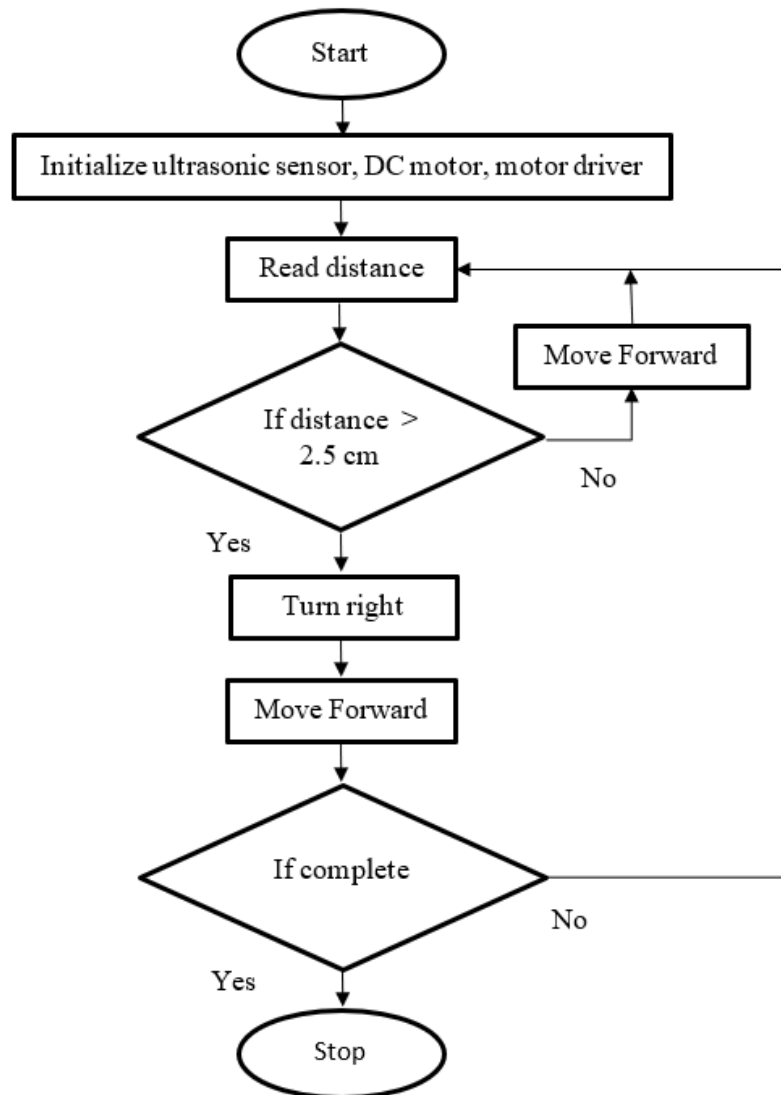 Start
Initialize ultrasonic sensor, DC motor, motor driver
Read distance
Move Forward
If distance >
2.5 cm
No
Yes
Turn right
Move Forward
If complete
No
Yes
Stop